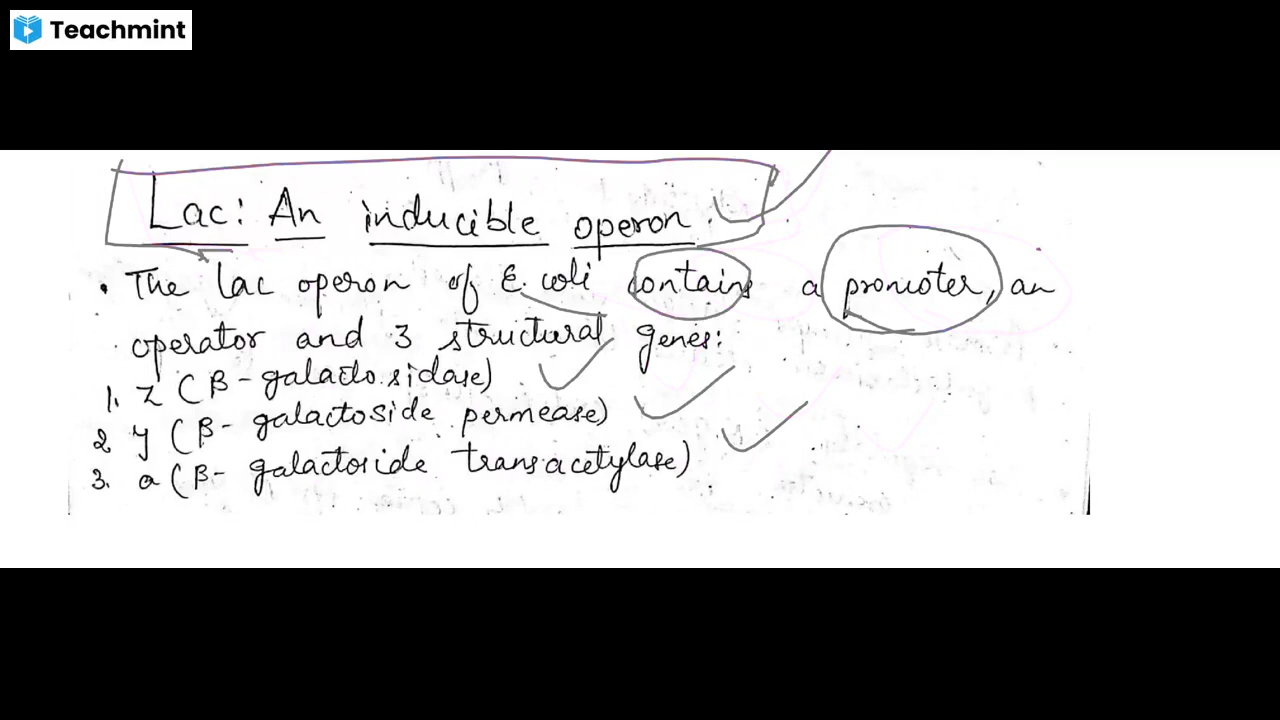 Teachmint
Lac: An inducible operon.
• The lac operon of E. coli contains a promoter, an
operator and 3 structural genes:
1. Z (β-galactosidase)
2 y (β-galactoside permease)
3. a (β-galactoside transacetylase)